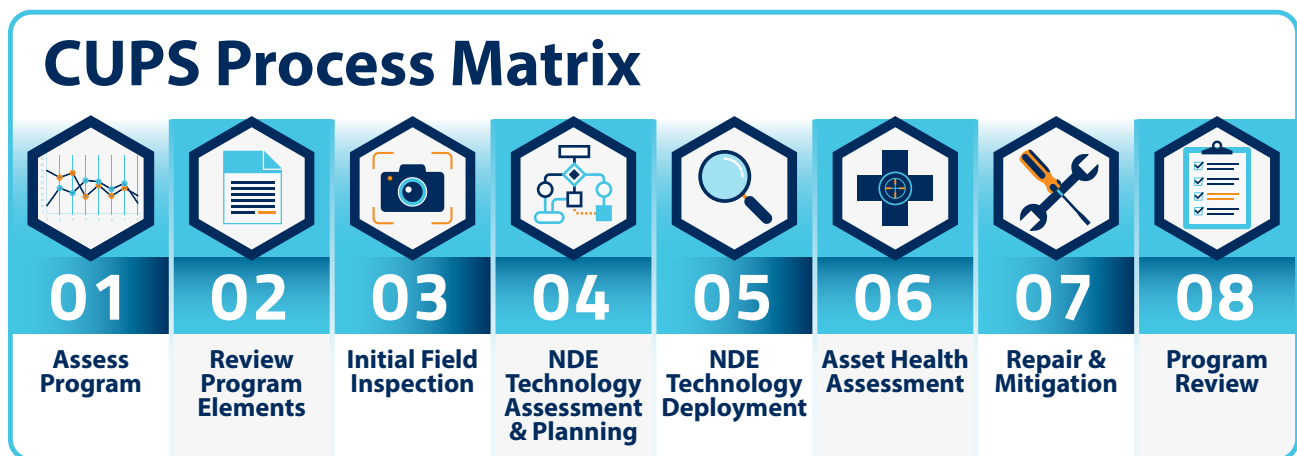 CUPS Process Matrix
01
Assess
Program
02
Review
Program
Elements
03
Initial Field
Inspection
04
NDE
Technology
Assessment
& Planning
05
NDE
Technology
Deployment
06
Asset Health
Assessment
07
Repair &
Mitigation
08
Program
Review